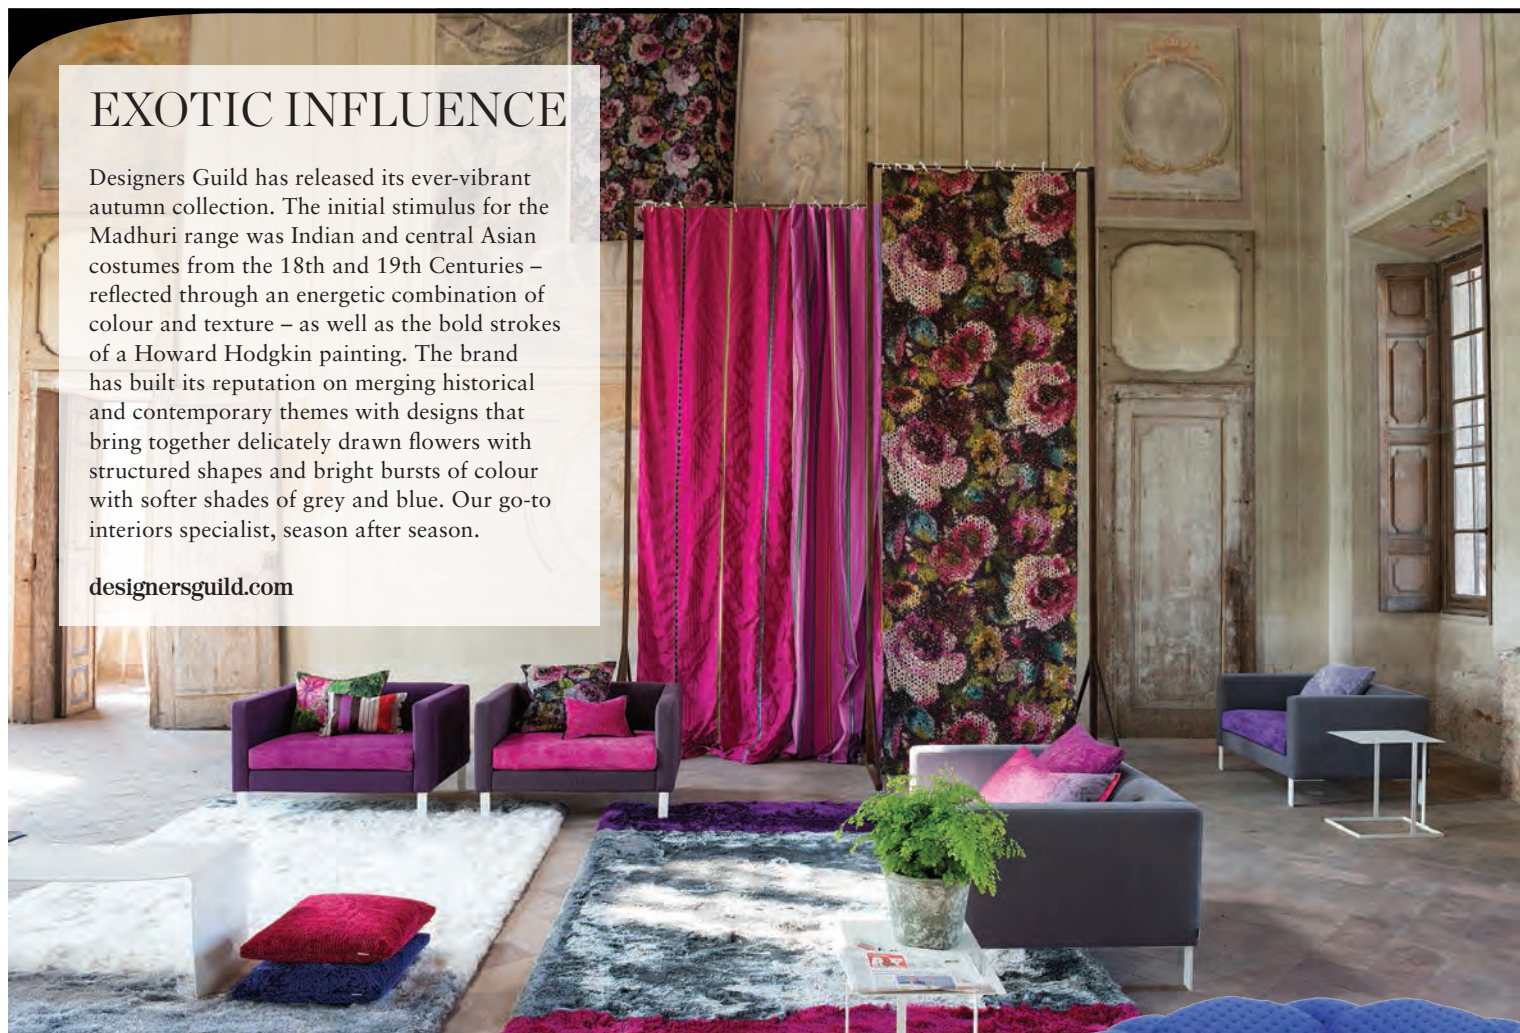 EXOTIC INFLUENCE
Designers Guild has released its ever-vibrant
autumn collection. The initial stimulus for the
Madhuri range was Indian and central Asian
costumes from the 18th and 19th Centuries –
reflected through an energetic combination of
colour and texture – as well as the bold strokes
of a Howard Hodgkin painting. The brand
has built its reputation on merging historical
and contemporary themes with designs that
bring together delicately drawn flowers with
structured shapes and bright bursts of colour
with softer shades of grey and blue. Our go-to
interiors specialist, season after season.
designersguild.com